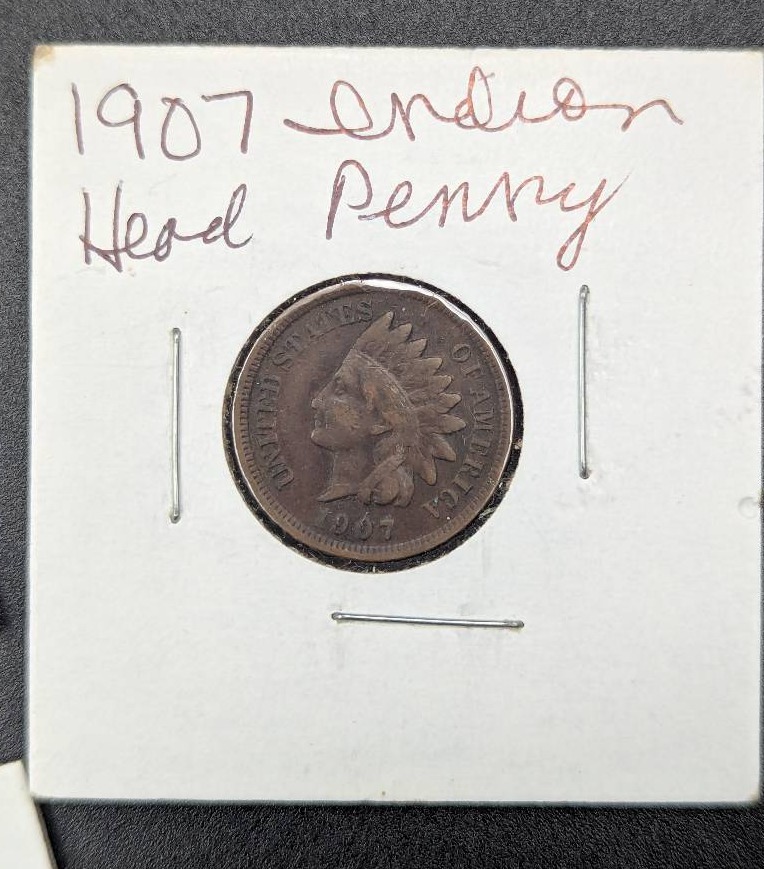 1907 Indian
Head Penny
UNITED STATES OF AMERICA
1907